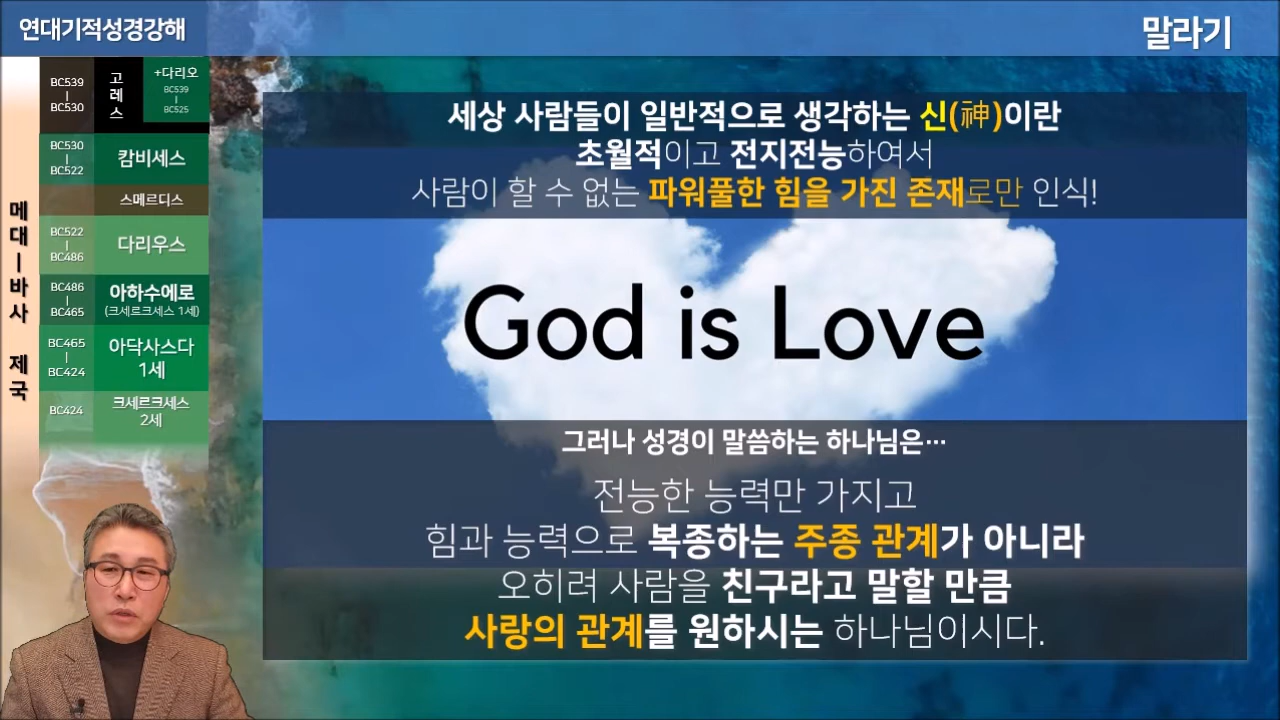 연대기적성경강해
말라기
메대ㅣ바사 제국
BC539
|
BC530
고레스
+다리오
BC539
|
BC525
BC530
|
BC522
캄비세스
스메르디스
BC522
|
BC486
다리우스
BC486
|
BC465
아하수에로
(크세르크세스 1세)
BC465
|
BC424
아닥사스다
1세
BC424
크세르크세스
2세
세상 사람들이 일반적으로 생각하는 신(神)이란
초월적이고 전지전능하여서
사람이 할 수 없는 파워풀한 힘을 가진 존재로만 인식!
God is Love
그러나 성경이 말씀하는 하나님은…
전능한 능력만 가지고
힘과 능력으로 복종하는 주종 관계가 아니라
오히려 사람을 친구라고 말할 만큼
사랑의 관계를 원하시는 하나님이시다.